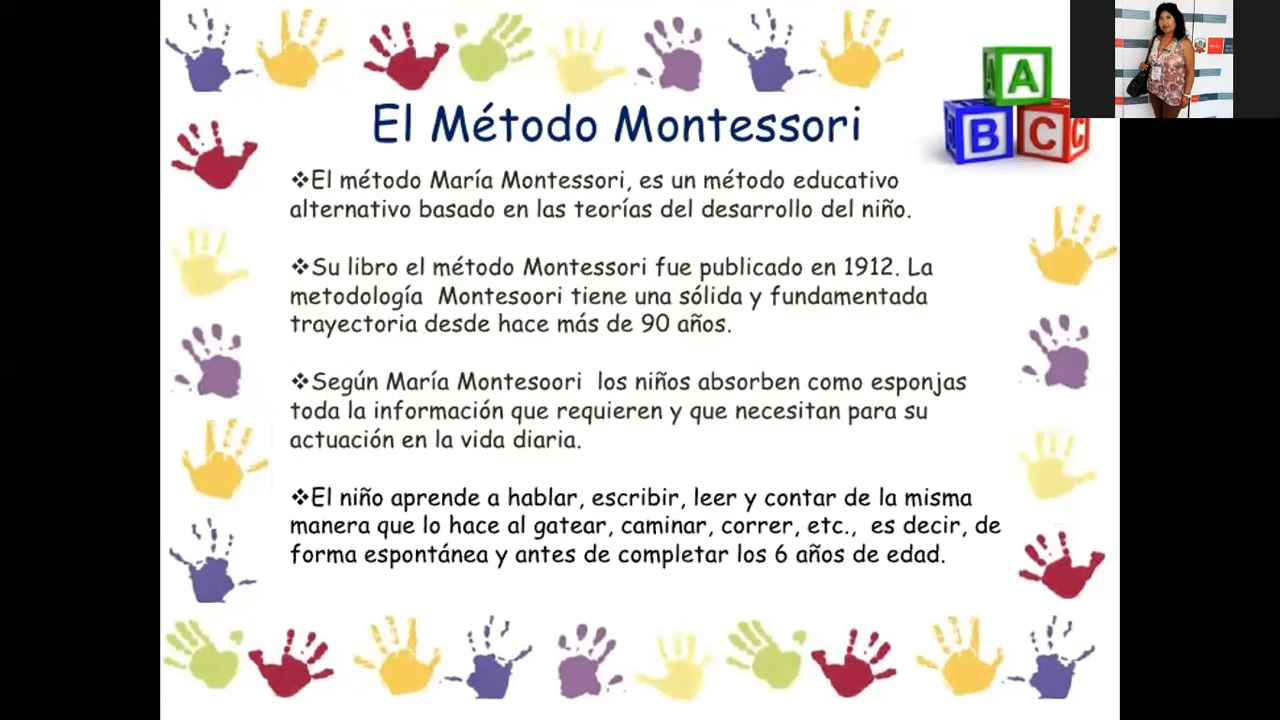 El Método Montessori
❖El método María Montessori, es un método educativo
alternativo basado en las teorías del desarrollo del niño.
❖Su libro el método Montessori fue publicado en 1912. La
metodología Montesoori tiene una sólida y fundamentada
trayectoria desde hace más de 90 años.
❖Según María Montesoori los niños absorben como esponjas
toda la información que requieren y que necesitan para su
actuación en la vida diaria.
❖El niño aprende a hablar, escribir, leer y contar de la misma
manera que lo hace al gatear, caminar, correr, etc., es decir, de
forma espontánea y antes de completar los 6 años de edad.
A
B C C